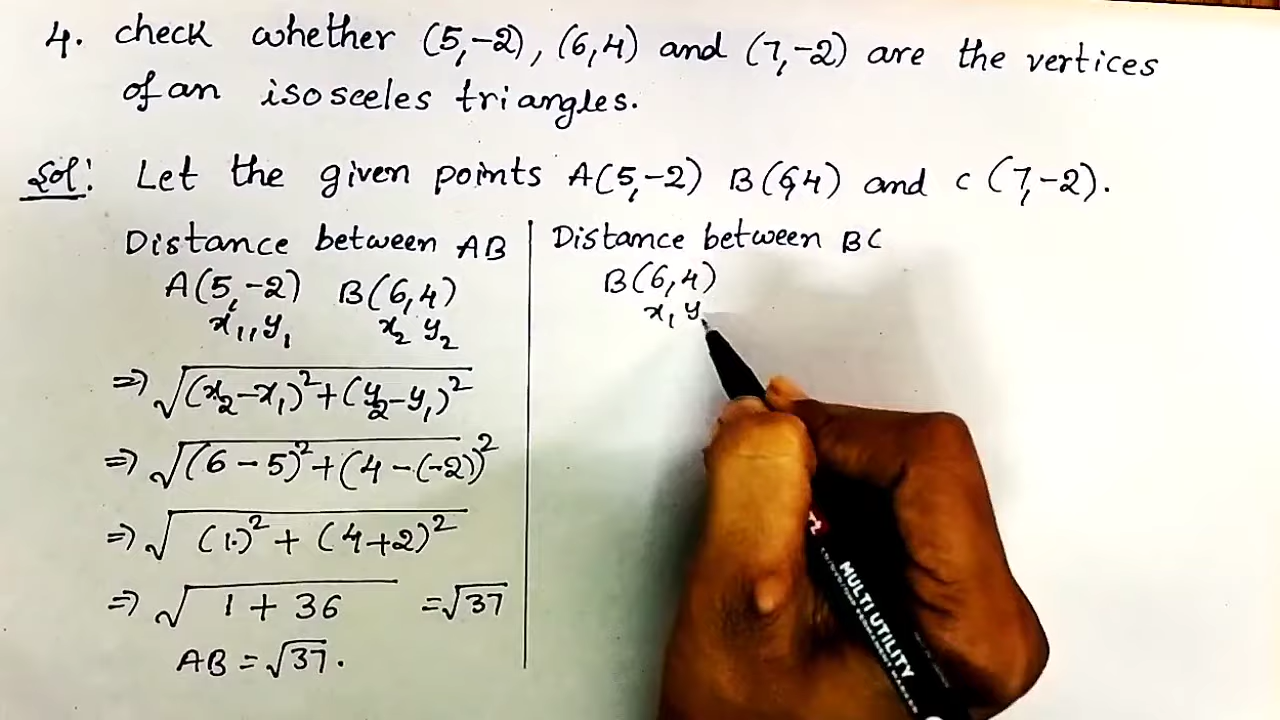 4. check whether (5,-2), (6,4) and (7,-2) are the vertices
of an isosceles triangles.
Sol: Let the given points A(5,-2) B(6,4) and C (7,-2).
Distance between AB
A(5,-2) B(6,4)
x₁, y₁ x₂ y₂
⇒ √(x₂-x₁)²+(y₂-y₁)²
⇒ √(6-5)²+(4-(-2))²
⇒ √(1)²+(4+2)²
⇒ √1+36 =√37
AB=√37.
Distance between BC
B(6,4)
x₁ y
MULTI UTILITY